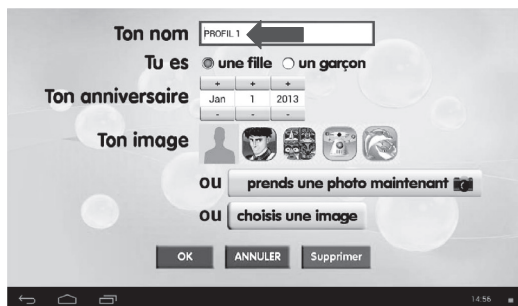 Ton nom PROFIL 1
Tu es une fille un garçon
+ + +
Ton anniversaire Jan 1 2013
- - -
Ton image
ou prends une photo maintenant
ou choisis une image
OK ANNULER Supprimer
14:56